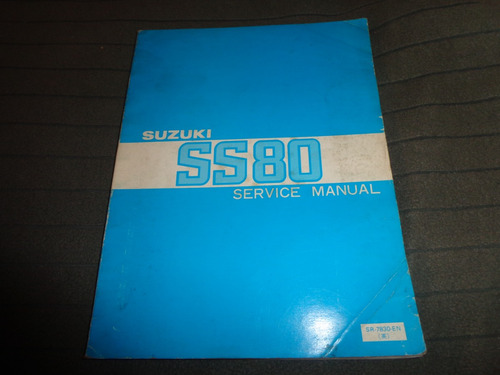 SUZUKI
SS80
SERVICE MANUAL
SR-7830-EN
(英)